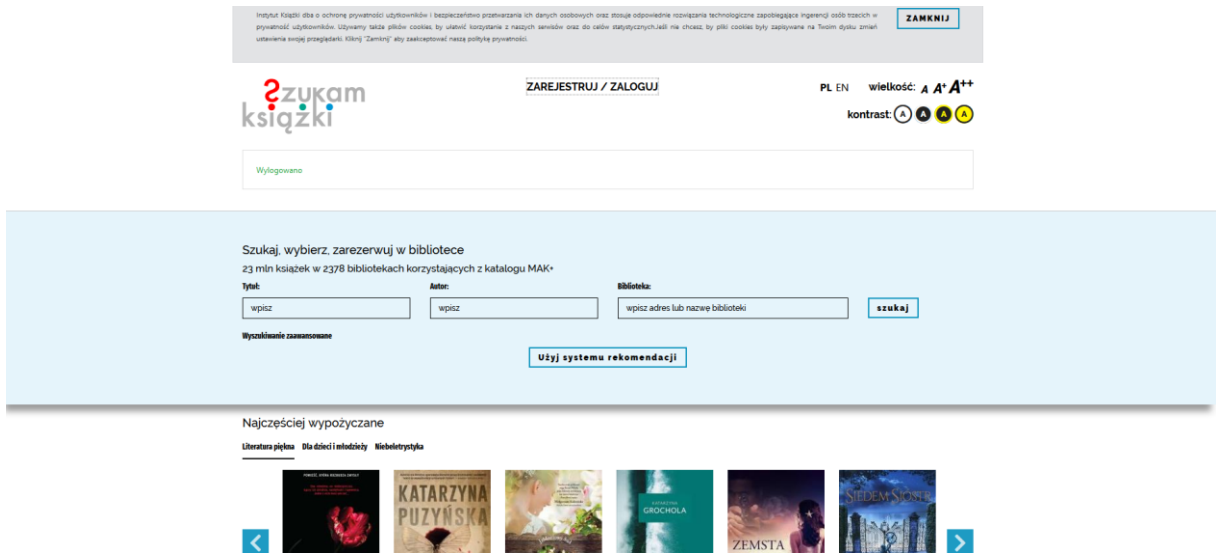 Instytut Książki dba o ochronę prywatności użytkowników i bezpieczeństwo przetwarzania ich danych osobowych oraz stosuje odpowiednie rozwiązania technologiczne zapobiegające ingerencji osób trzecich w
prywatność użytkowników. Używamy także plików cookies, by ułatwić korzystanie z naszych serwisów oraz do celów statystycznych.Jeśli nie chcesz, by pliki cookies były zapisywane na Twoim dysku zmień
ustawienia swojej przeglądarki. Kliknij "Zamknij" aby zaakceptować naszą politykę prywatności.
ZAMKNIJ
Szukam
książki
ZAREJESTRUJ / ZALOGUJ
PL EN wielkość: A A+ A++
kontrast: A A A A
Wylogowano
Szukaj, wybierz, zarezerwuj w bibliotece
23 mln książek w 2378 bibliotekach korzystających z katalogu MAK+
Tytuł: Autor: Biblioteka:
wpisz wpisz wpisz adres lub nazwę biblioteki szukaj
Wyszukiwanie zaawansowane
Użyj systemu rekomendacji
Najczęściej wypożyczane
Literatura piękna Dla dzieci i młodzieży Niebeletrystyka
KATARZYNA
PUZYŃSKA
KATARZYNA
GROCHOLA
ZEMSTA
SIEDEM SIÓSTR